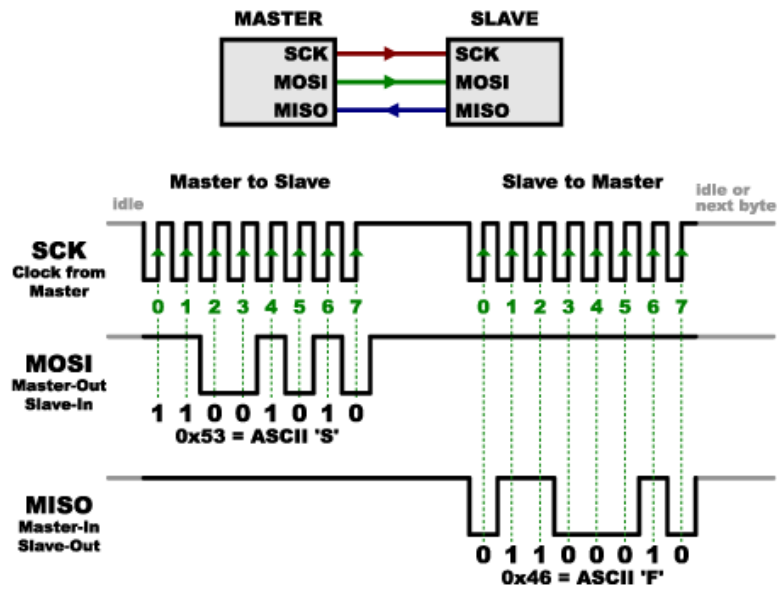 MASTER SLAVE
SCK SCK
MOSI MOSI
MISO MISO
Master to Slave Slave to Master
idle idle or
next byte
SCK
Clock from
Master
0 1 2 3 4 5 6 7 0 1 2 3 4 5 6 7
MOSI
Master-Out
Slave-In
1 1 0 0 1 0 1 0
0x53 = ASCII 'S'
MISO
Master-In
Slave-Out
0 1 1 0 0 0 1 0
0x46 = ASCII 'F'